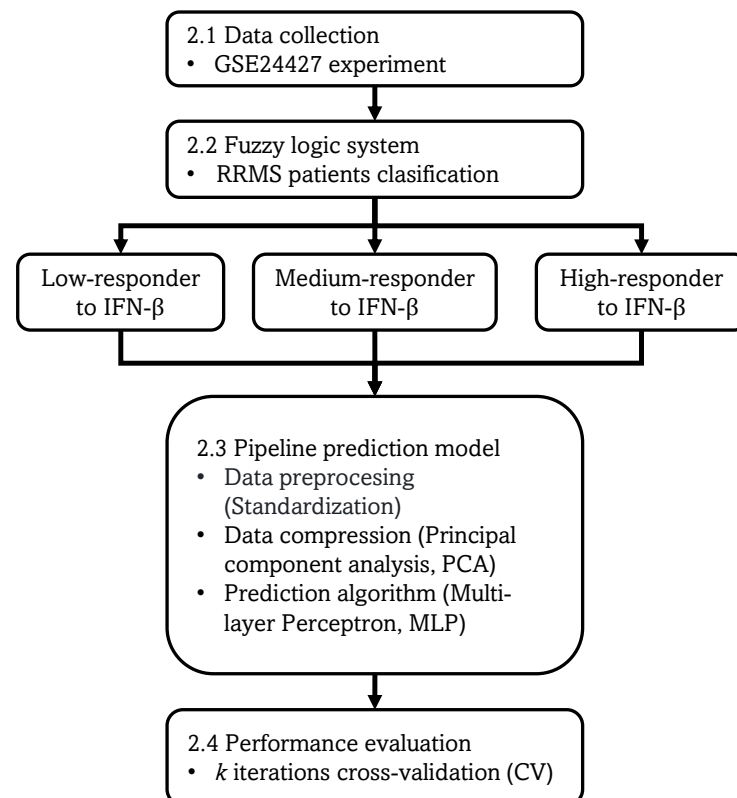 2.1 Data collection
• GSE24427 experiment
2.2 Fuzzy logic system
• RRMS patients clasification
Low-responder
to IFN-β
Medium-responder
to IFN-β
High-responder
to IFN-β
2.3 Pipeline prediction model
• Data preprocesing
(Standardization)
• Data compression (Principal
component analysis, PCA)
• Prediction algorithm (Multi-
layer Perceptron, MLP)
2.4 Performance evaluation
• k iterations cross-validation (CV)